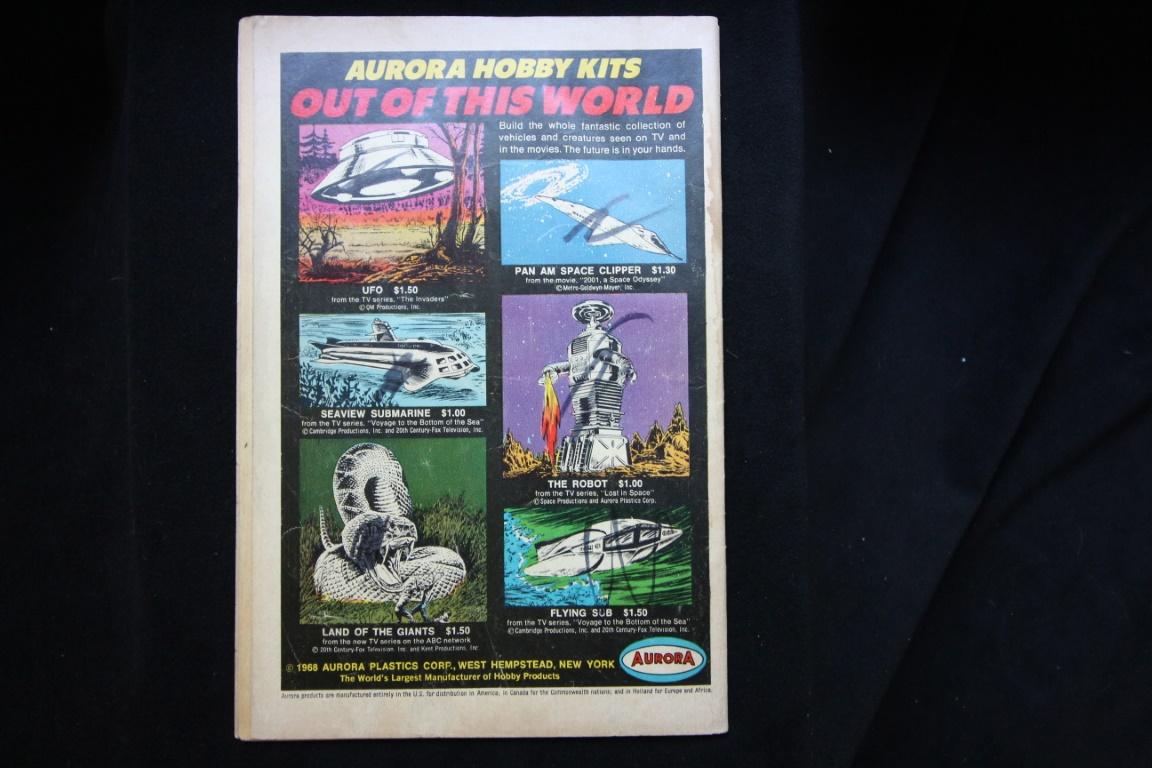 AURORA HOBBY KITS
OUT OF THIS WORLD
Build the whole fantastic collection of
vehicles and creatures seen on TV and
in the movies. The future is in your hands.
UFO $1.50
from the TV series, "The Invaders"
© QM Productions, Inc.
PAN AM SPACE CLIPPER $1.30
from the movie, "2001, a Space Odyssey"
© Metro-Goldwyn-Mayer, Inc.
SEAVIEW SUBMARINE $1.00
from the TV series, "Voyage to the Bottom of the Sea"
© Cambridge Productions, Inc. and 20th Century-Fox Television, Inc.
THE ROBOT $1.00
from the TV series, "Lost in Space"
© Space Productions and Aurora Plastics Corp.
LAND OF THE GIANTS $1.50
from the new TV series on the ABC network
© 20th Century-Fox Television, Inc. and Kent Productions, Inc.
FLYING SUB $1.50
from the TV series, "Voyage to the Bottom of the Sea"
© Cambridge Productions, Inc. and 20th Century-Fox Television, Inc.
© 1968 AURORA PLASTICS CORP., WEST HEMPSTEAD, NEW YORK
The World's Largest Manufacturer of Hobby Products
AURORA
Aurora products are manufactured entirely in the U.S. for distribution in America; in Canada for the Commonwealth nations; and in Holland for Europe and Africa.